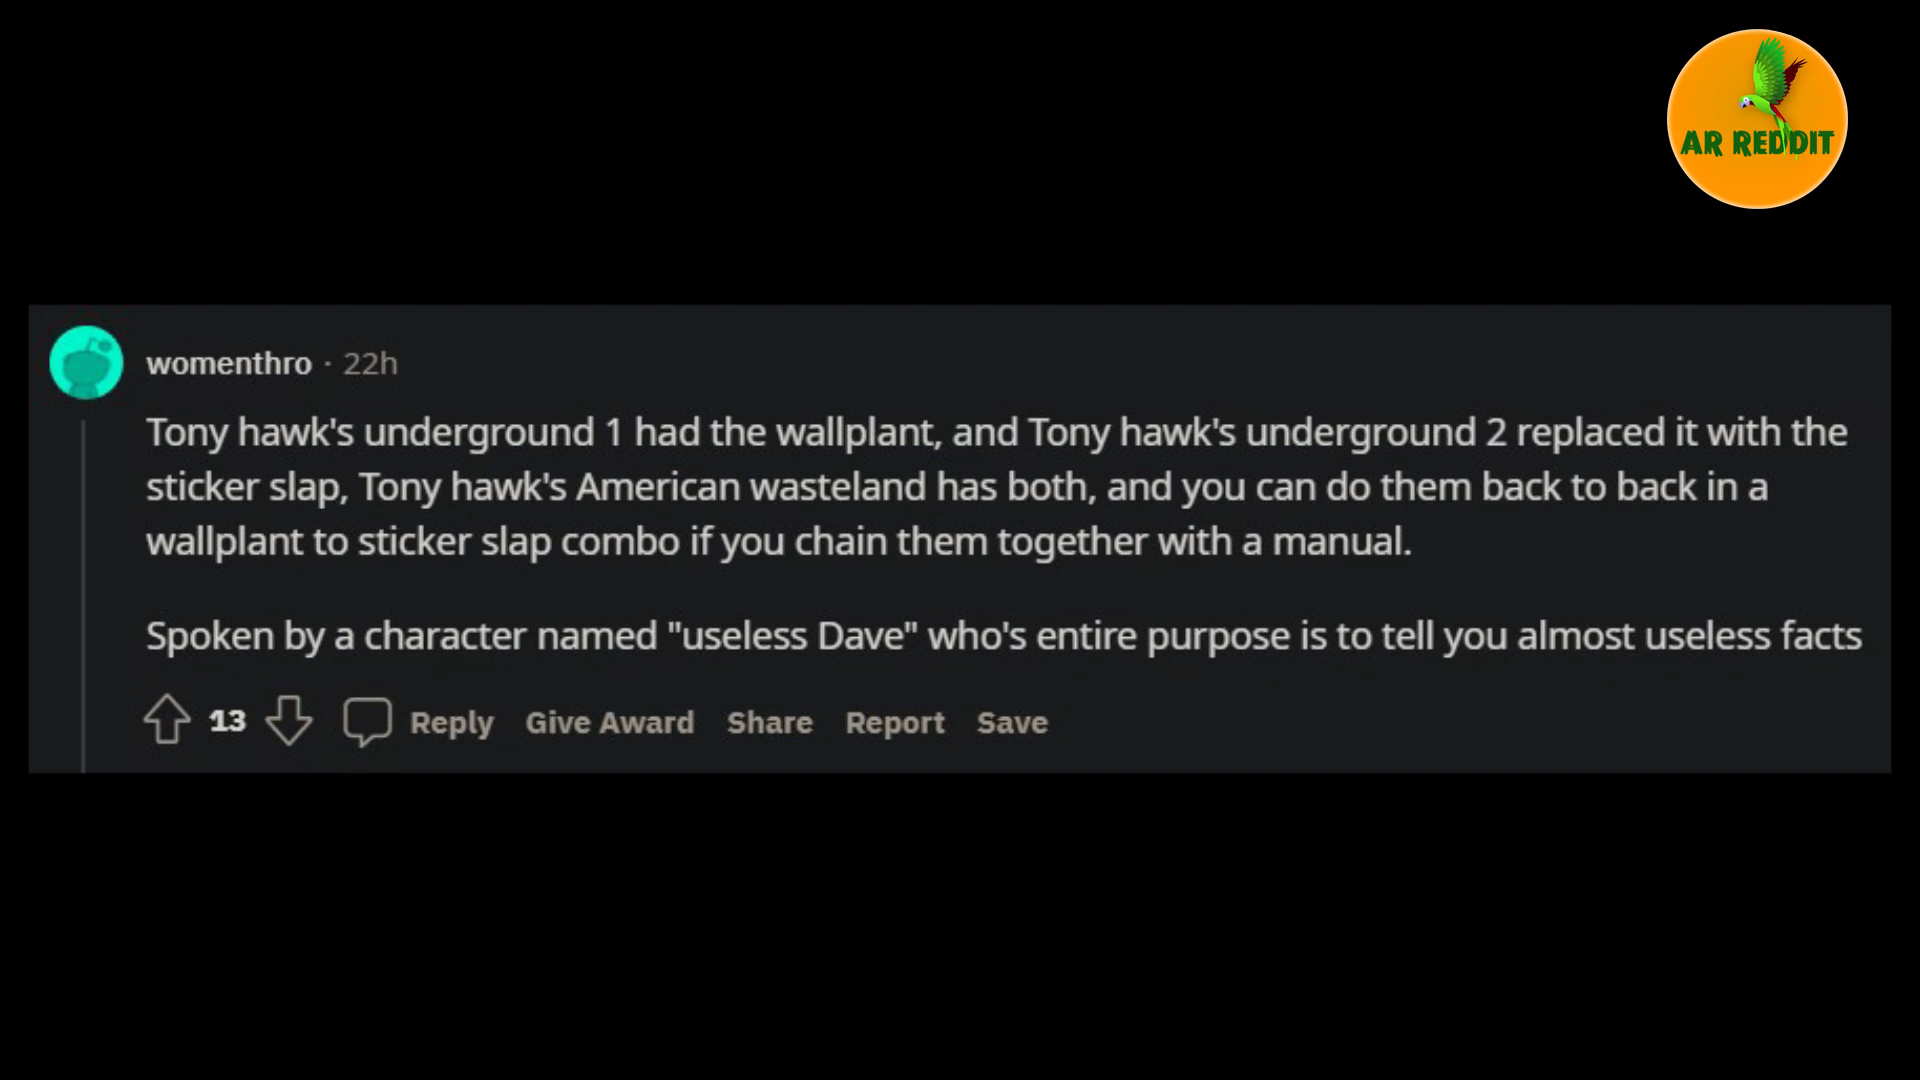 AR REDDIT
womenthro · 22h
Tony hawk's underground 1 had the wallplant, and Tony hawk's underground 2 replaced it with the
sticker slap, Tony hawk's American wasteland has both, and you can do them back to back in a
wallplant to sticker slap combo if you chain them together with a manual.
Spoken by a character named "useless Dave" who's entire purpose is to tell you almost useless facts
13 Reply Give Award Share Report Save